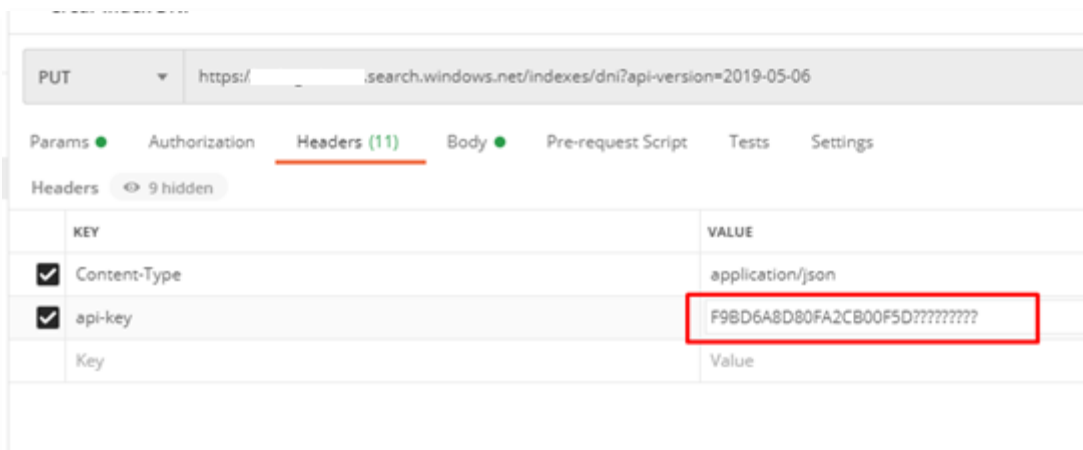 PUT https:/ .search.windows.net/indexes/dni?api-version=2019-05-06
Params Authorization Headers (11) Body Pre-request Script Tests Settings
Headers 9 hidden
KEY VALUE
Content-Type application/json
api-key F9BD6A8D80FA2CB00F5D?????????
Key Value